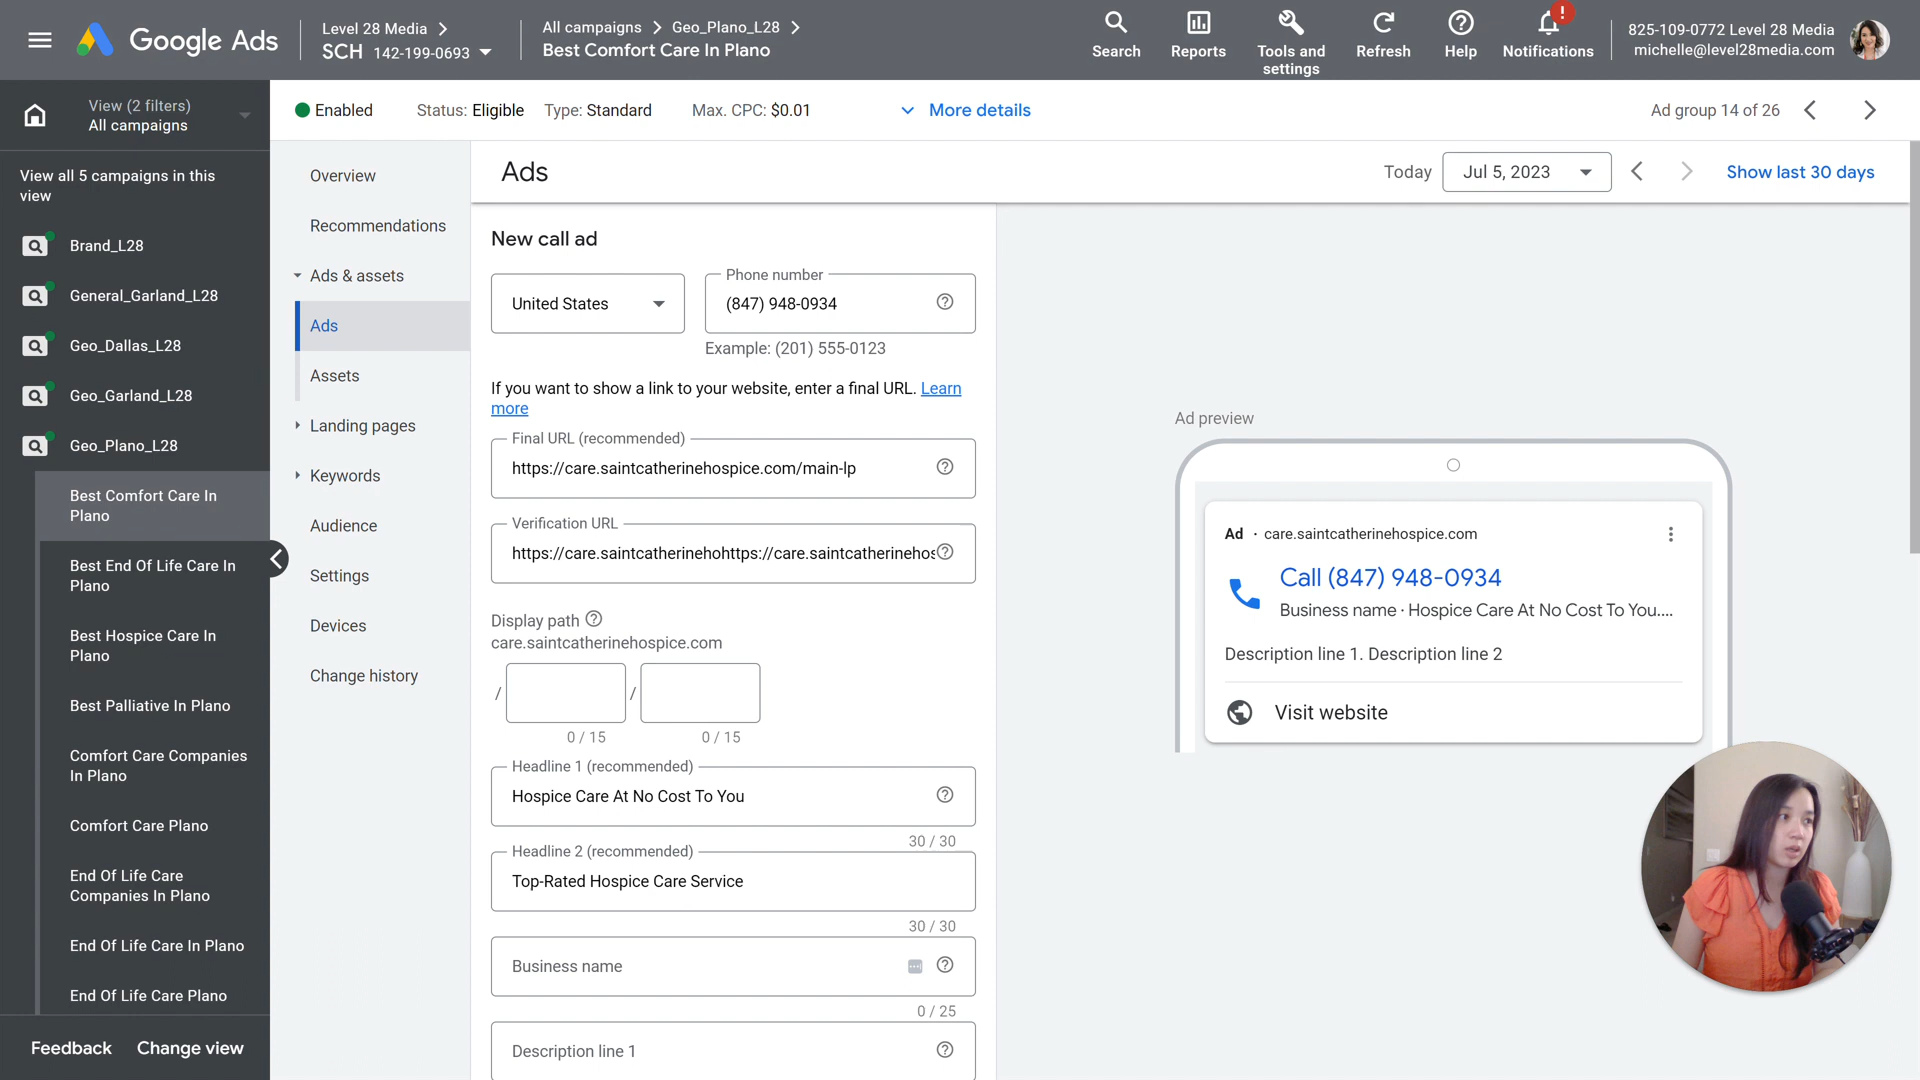 Google Ads
Level 28 Media
SCH 142-199-0693
All campaigns
Geo_Plano_L28
Best Comfort Care In Plano
Search
Reports
Tools and
settings
Refresh
Help
Notifications
!
825-109-0772 Level 28 Media
michelle@level28media.com
View (2 filters)
All campaigns
Enabled
Status: Eligible
Type: Standard
Max. CPC: $0.01
More details
Ad group 14 of 26
View all 5 campaigns in this
view
Brand_L28
General_Garland_L28
Geo_Dallas_L28
Geo_Garland_L28
Geo_Plano_L28
Best Comfort Care In
Plano
Best End Of Life Care In
Plano
Best Hospice Care In
Plano
Best Palliative In Plano
Comfort Care Companies
In Plano
Comfort Care Plano
End Of Life Care
Companies In Plano
End Of Life Care In Plano
End Of Life Care Plano
Feedback
Change view
Overview
Recommendations
Ads & assets
Ads
Assets
Landing pages
Keywords
Audience
Settings
Devices
Change history
Ads
Today
Jul 5, 2023
Show last 30 days
New call ad
United States
Phone number
(847) 948-0934
Example: (201) 555-0123
If you want to show a link to your website, enter a final URL. Learn
more
Final URL (recommended)
https://care.saintcatherinehospice.com/main-lp
Verification URL
https://care.saintcatherinehohttps://care.saintcatherinehos
Display path
care.saintcatherinehospice.com
/
/
0 / 15
0 / 15
Headline 1 (recommended)
Hospice Care At No Cost To You
30 / 30
Headline 2 (recommended)
Top-Rated Hospice Care Service
30 / 30
Business name
0 / 25
Description line 1
Ad preview
Ad · care.saintcatherinehospice.com
Call (847) 948-0934
Business name · Hospice Care At No Cost To You....
Description line 1. Description line 2
Visit website